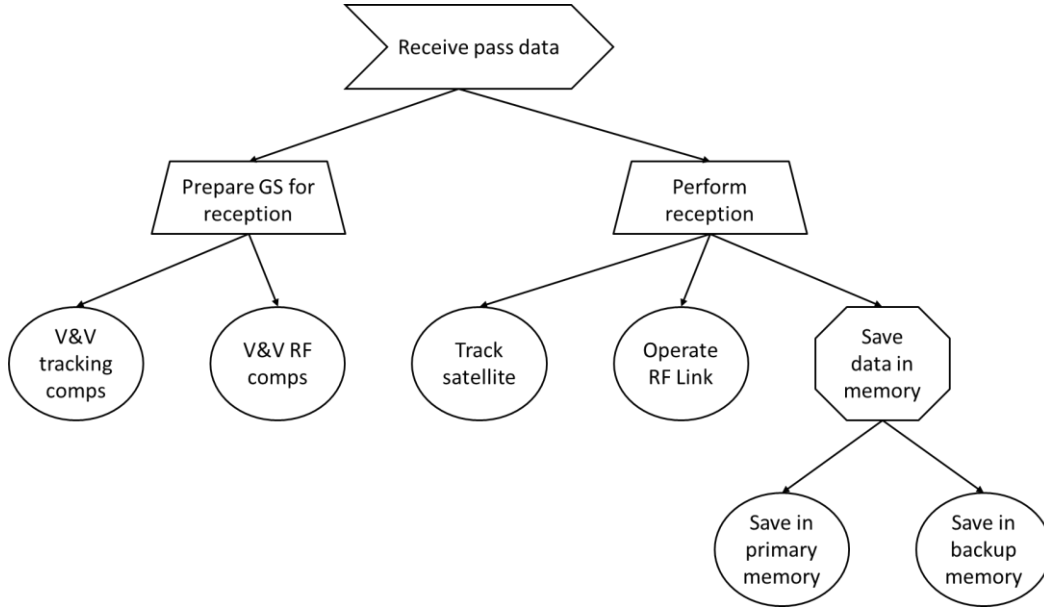 Receive pass data
Prepare GS for
reception
Perform
reception
V&V
tracking
comps
V&V RF
comps
Track
satellite
Operate
RF Link
Save
data in
memory
Save in
primary
memory
Save in
backup
memory